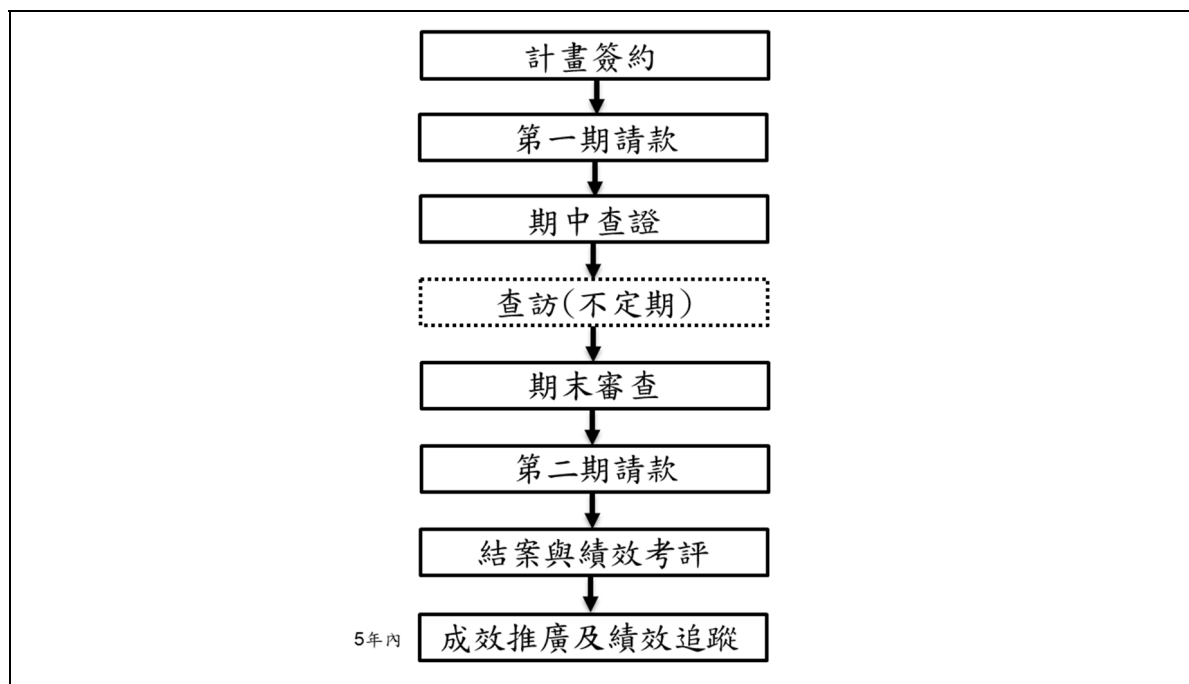 計畫簽約
第一期請款
期中查證
查訪(不定期)
期末審查
第二期請款
結案與績效考評
5年內 成效推廣及績效追蹤